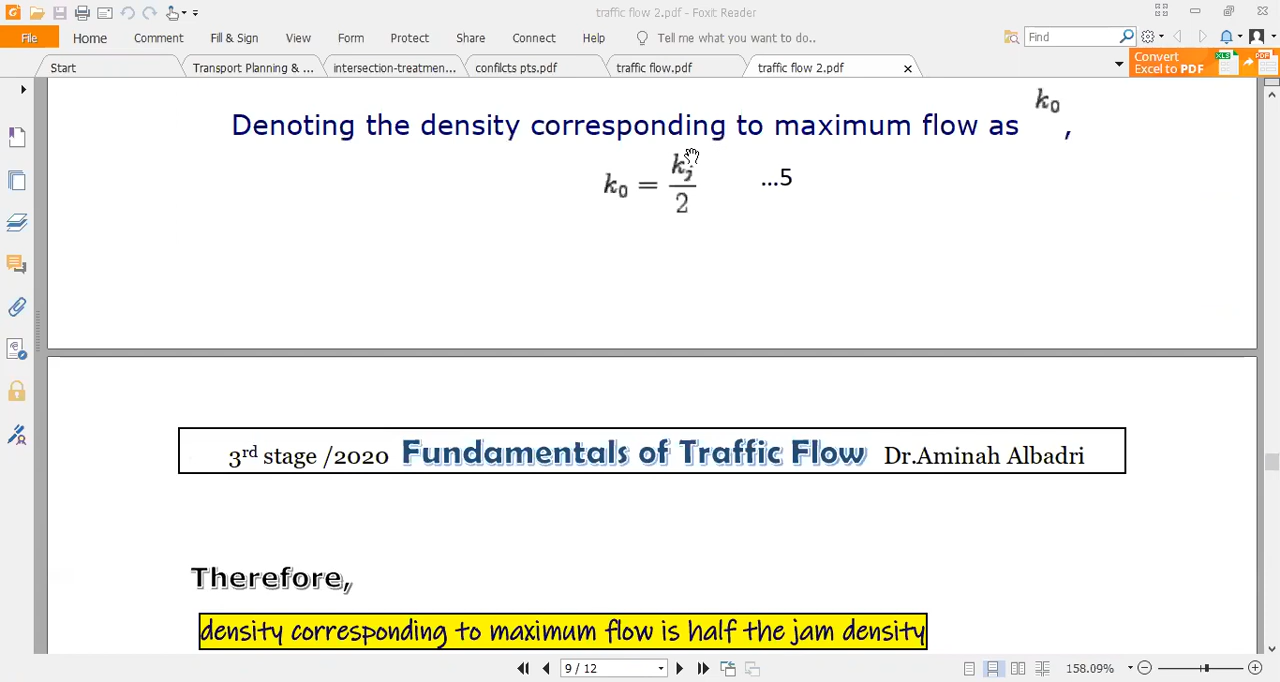 traffic flow 2.pdf - Foxit Reader
File Home Comment Fill & Sign View Form Protect Share Connect Help Tell me what you want to do.. Find
Start Transport Planning & ... intersection-treatmen... confilcts pts.pdf traffic flow.pdf traffic flow 2.pdf
Convert
Excel to PDF
Denoting the density corresponding to maximum flow as k₀,
k₀ = kⱼ/2 ...5
3rd stage /2020 Fundamentals of Traffic Flow Dr.Aminah Albadri
Therefore,
density corresponding to maximum flow is half the jam density
9 / 12 158.09%